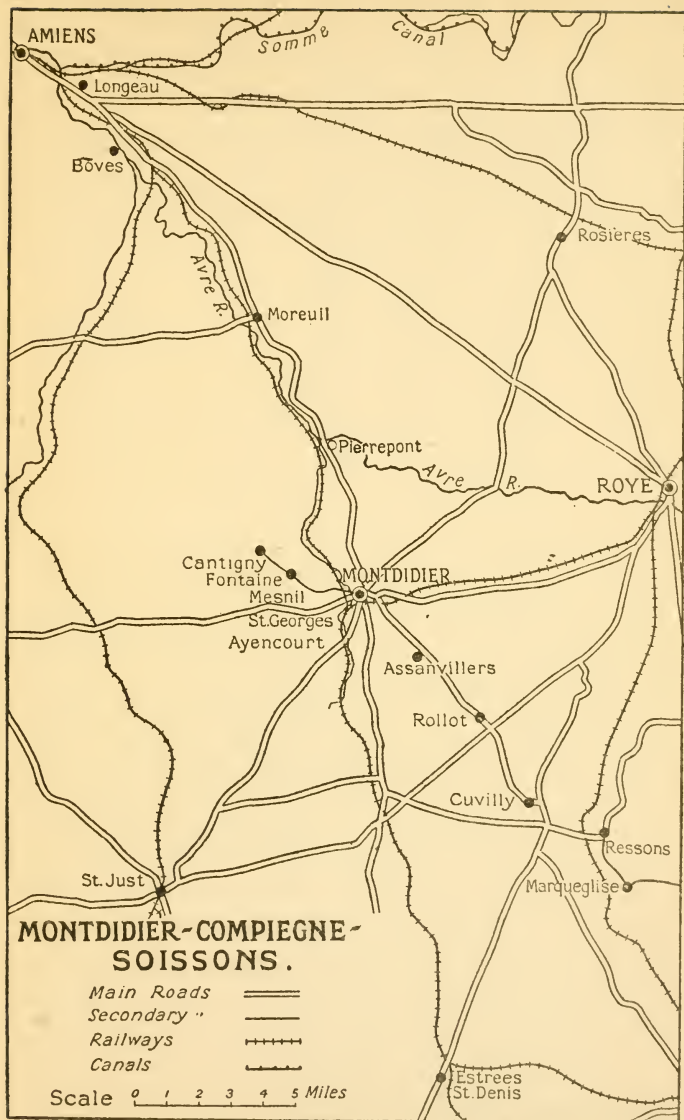 AMIENS
Somme Canal
Longeau
Bōves
Rosières
Avre R.
Moreuil
Pierrepont
Avre R.
ROYE
Cantigny
Fontaine
Mesnil
MONTDIDIER
St.Georges
Ayencourt
Assanvillers
Rollot
Cuvilly
Ressons
St. Just
Marqueglise
MONTDIDIER-COMPIEGNE-
SOISSONS.
Main Roads
Secondary "
Railways
Canals
Scale 0 1 2 3 4 5 Miles
Estrees
St. Denis